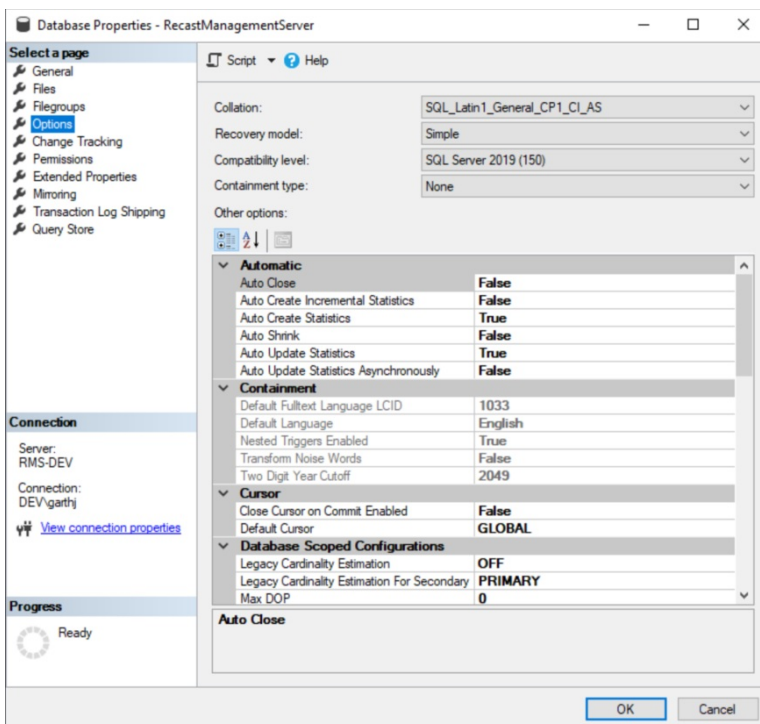 Database Properties - RecastManagementServer
Select a page
General
Files
Filegroups
Options
Change Tracking
Permissions
Extended Properties
Mirroring
Transaction Log Shipping
Query Store
Connection
Server:
RMS-DEV
Connection:
DEV\garthj
View connection properties
Progress
Ready
Script Help
Collation: SQL_Latin1_General_CP1_CI_AS
Recovery model: Simple
Compatibility level: SQL Server 2019 (150)
Containment type: None
Other options:
Automatic
Auto Close False
Auto Create Incremental Statistics False
Auto Create Statistics True
Auto Shrink False
Auto Update Statistics True
Auto Update Statistics Asynchronously False
Containment
Default Fulltext Language LCID 1033
Default Language English
Nested Triggers Enabled True
Transform Noise Words False
Two Digit Year Cutoff 2049
Cursor
Close Cursor on Commit Enabled False
Default Cursor GLOBAL
Database Scoped Configurations
Legacy Cardinality Estimation OFF
Legacy Cardinality Estimation For Secondary PRIMARY
Max DOP 0
Auto Close
OK Cancel